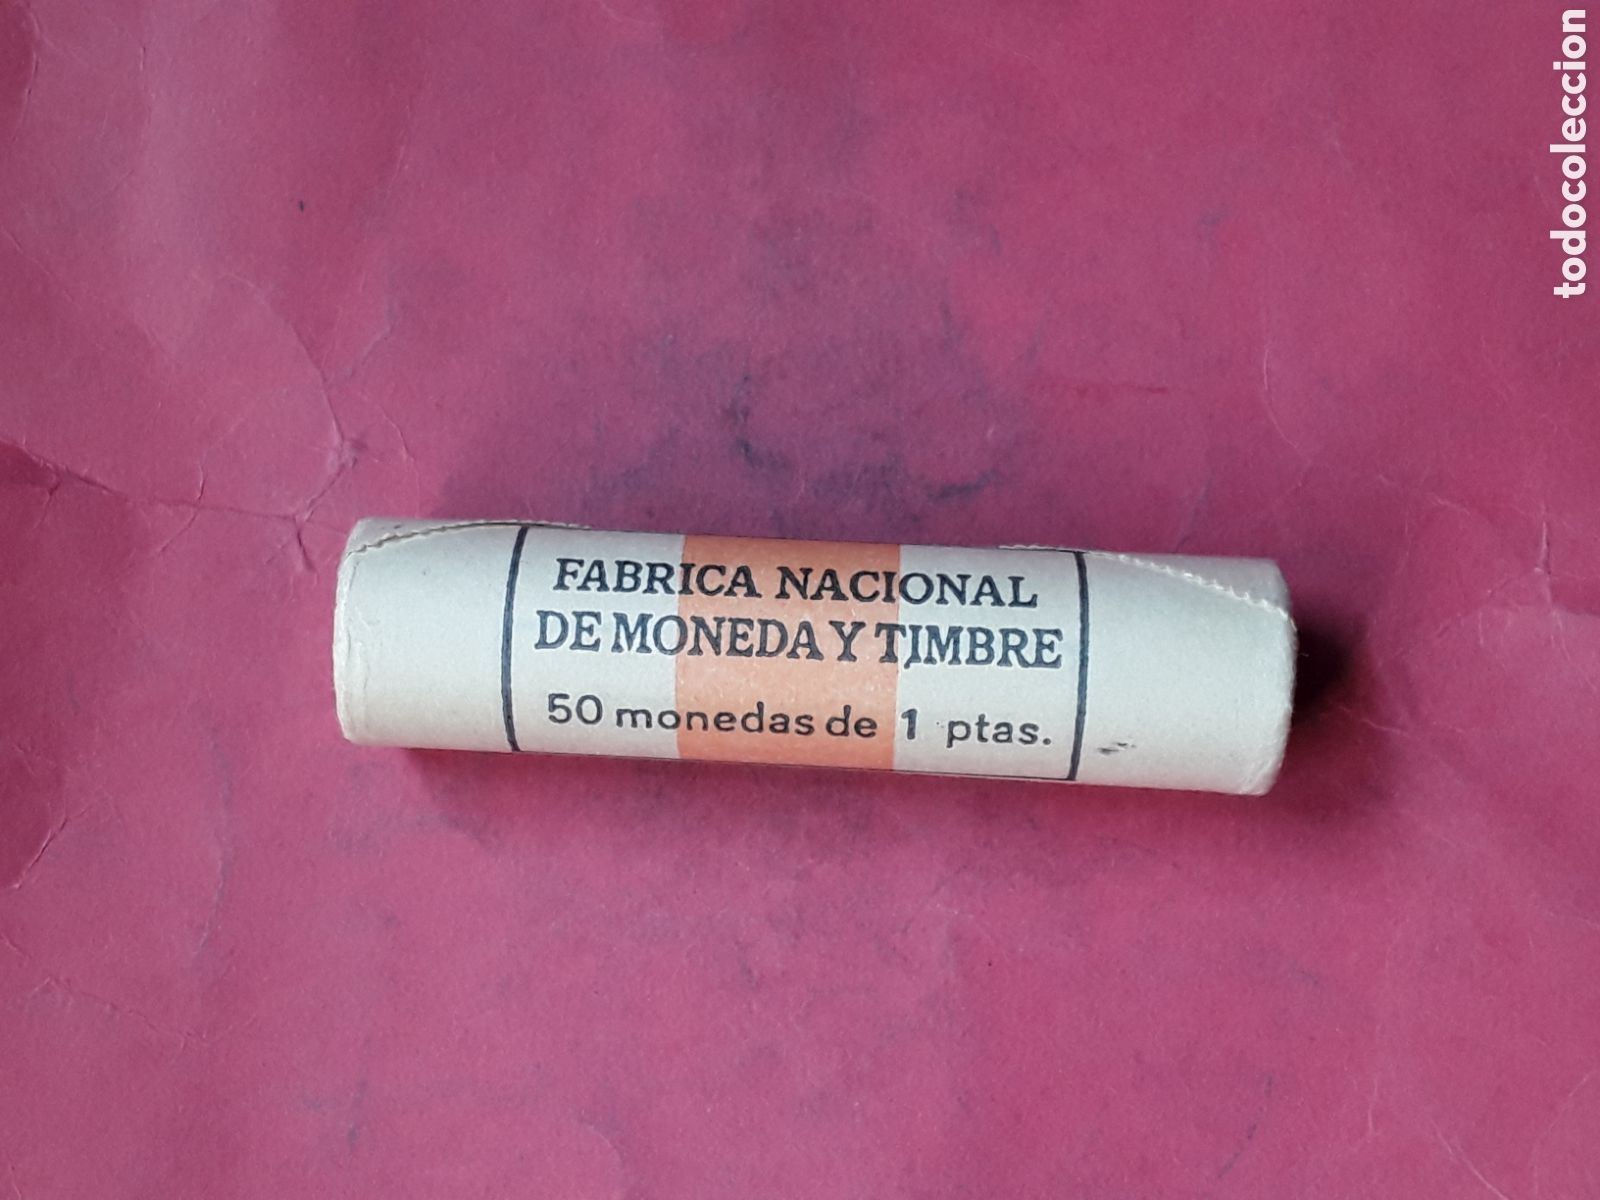 FABRICA NACIONAL
DE MONEDA Y TIMBRE
50 monedas de 1 ptas.
todocoleccion